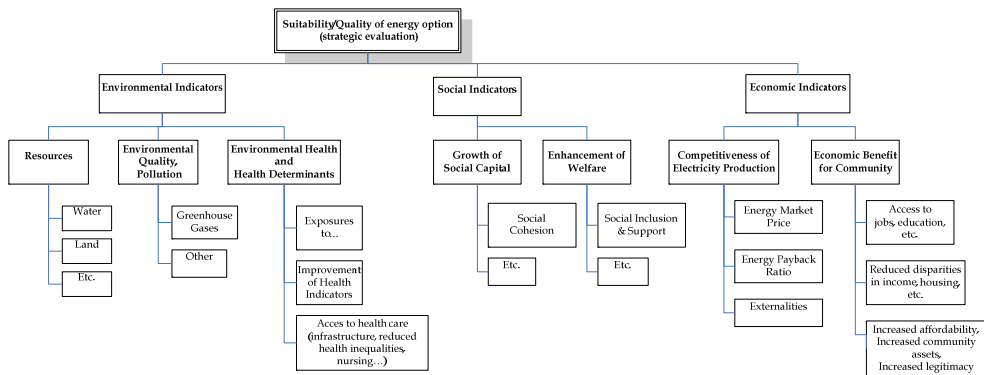 Suitability/Quality of energy option
(strategic evaluation)
Environmental Indicators
Social Indicators
Economic Indicators
Resources
Environmental
Quality,
Pollution
Environmental Health
and
Health Determinants
Growth of
Social Capital
Enhancement of
Welfare
Competitiveness of
Electricity Production
Economic Benefit
for Community
Water
Land
Etc.
Greenhouse
Gases
Other
Exposures
to...
Improvement
of Health
Indicators
Acces to health care
(infrastructure, reduced
health inequalities,
nursing...)
Social
Cohesion
Etc.
Social Inclusion
& Support
Etc.
Energy Market
Price
Energy Payback
Ratio
Externalities
Access to
jobs, education,
etc.
Reduced disparities
in income, housing,
etc.
Increased affordability,
Increased community
assets,
Increased legitimacy